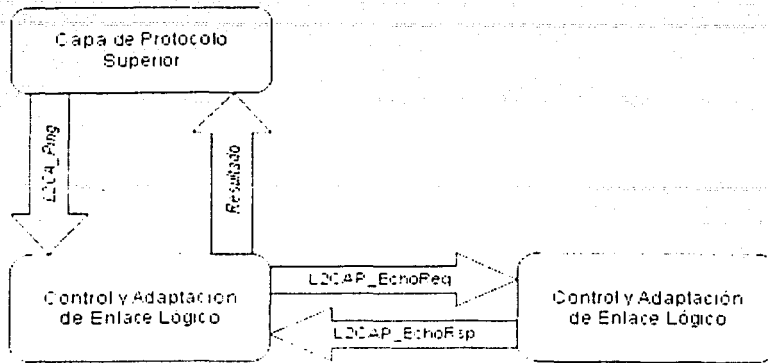 Capa de Protocolo
Superior
L2CA_Ping
Resultado
L2CAP_EchoReq
Control y Adaptación
de Enlace Lógico
Control y Adaptación
de Enlace Lógico
L2CAP_EchoRsp